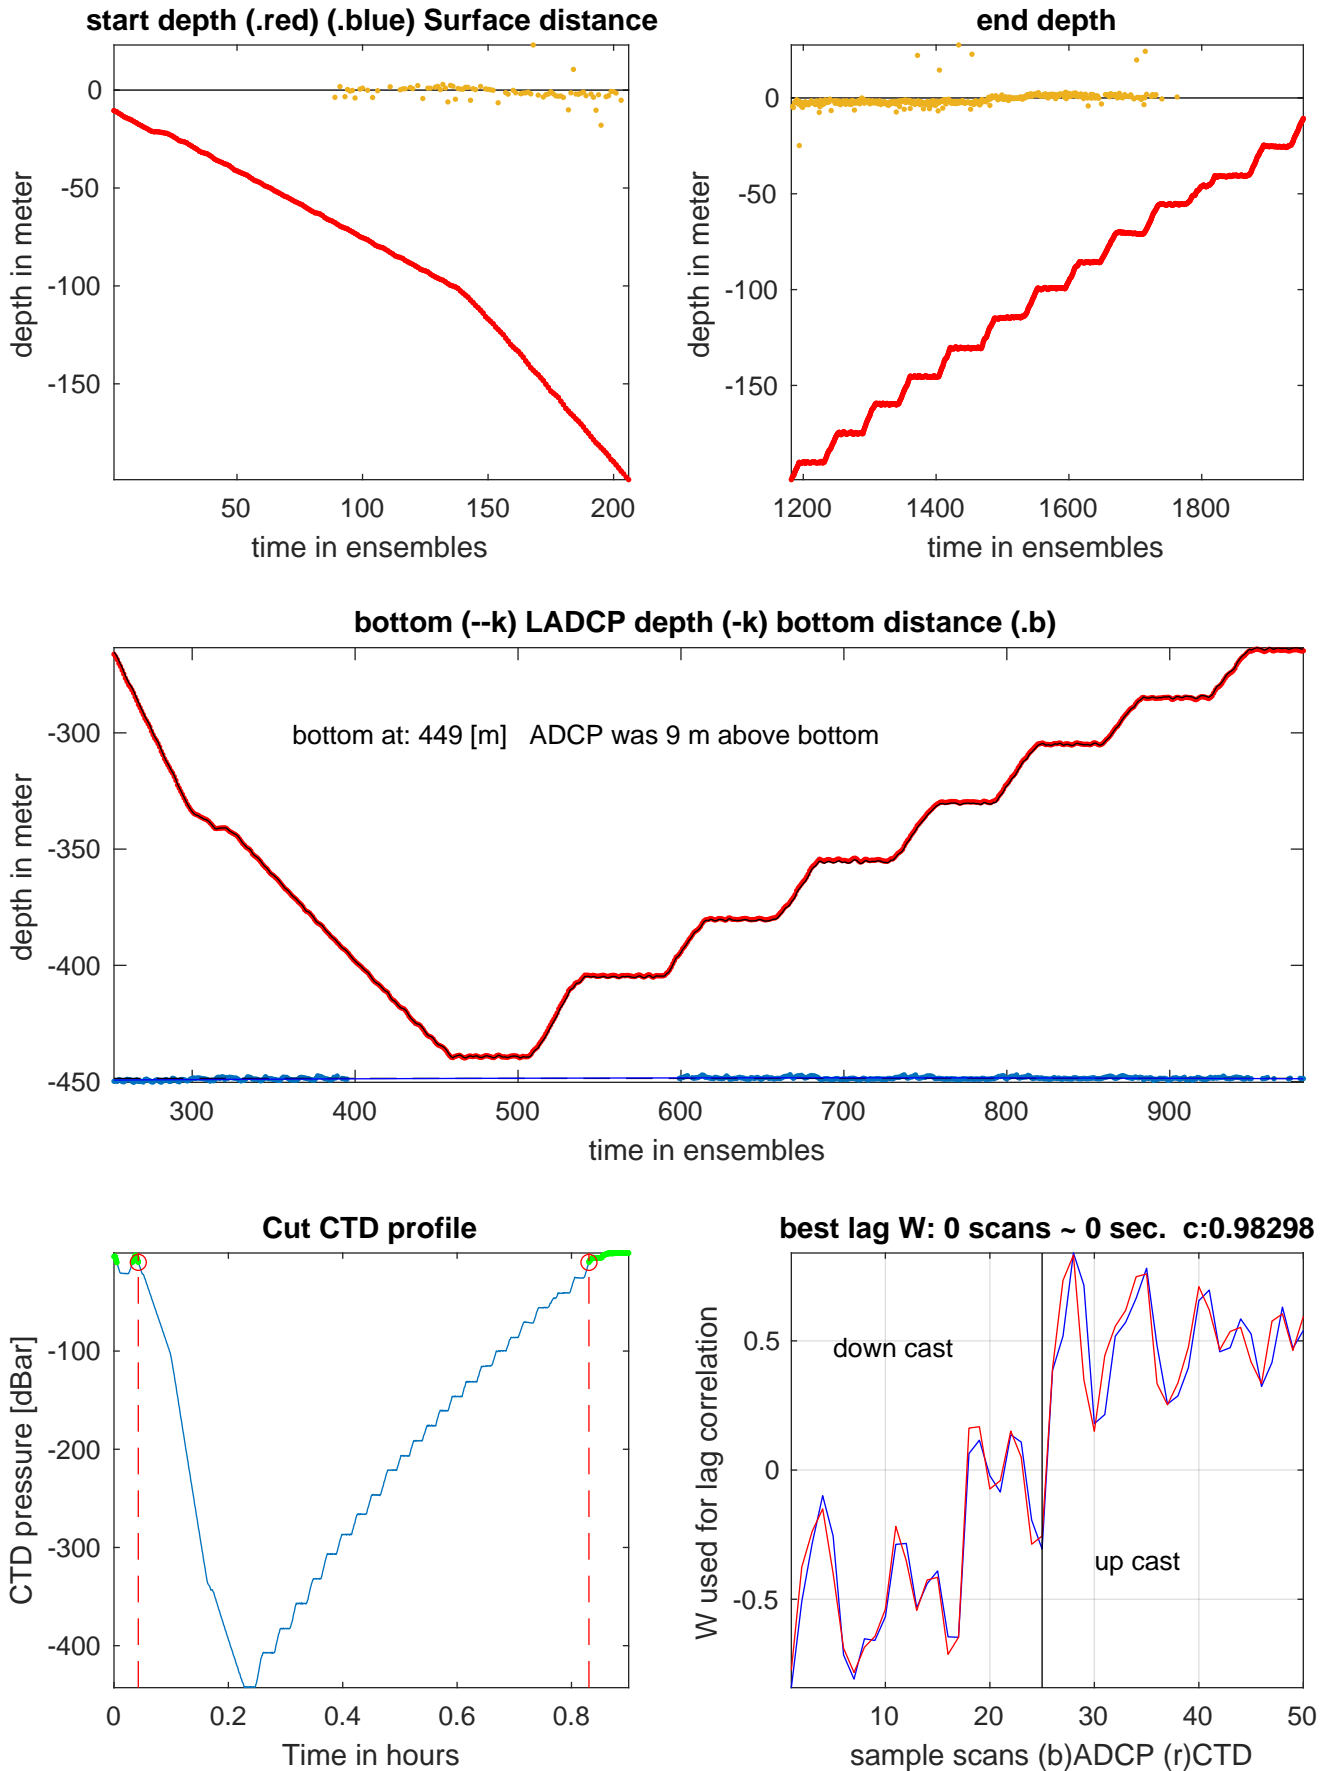 start depth (.red) (.blue) Surface distance
depth in meter
0
-50
-100
-150
50
100
150
200
time in ensembles
end depth
depth in meter
0
-50
-100
-150
1200
1400
1600
1800
time in ensembles
bottom (--k) LADCP depth (-k) bottom distance (.b)
depth in meter
-300
-350
-400
-450
bottom at: 449 [m]   ADCP was 9 m above bottom
300
400
500
600
700
800
900
time in ensembles
Cut CTD profile
CTD pressure [dBar]
-100
-200
-300
-400
0
0.2
0.4
0.6
0.8
Time in hours
best lag W: 0 scans ~ 0 sec.  c:0.98298
W used for lag correlation
0.5
0
-0.5
down cast
up cast
10
20
30
40
50
sample scans (b)ADCP (r)CTD